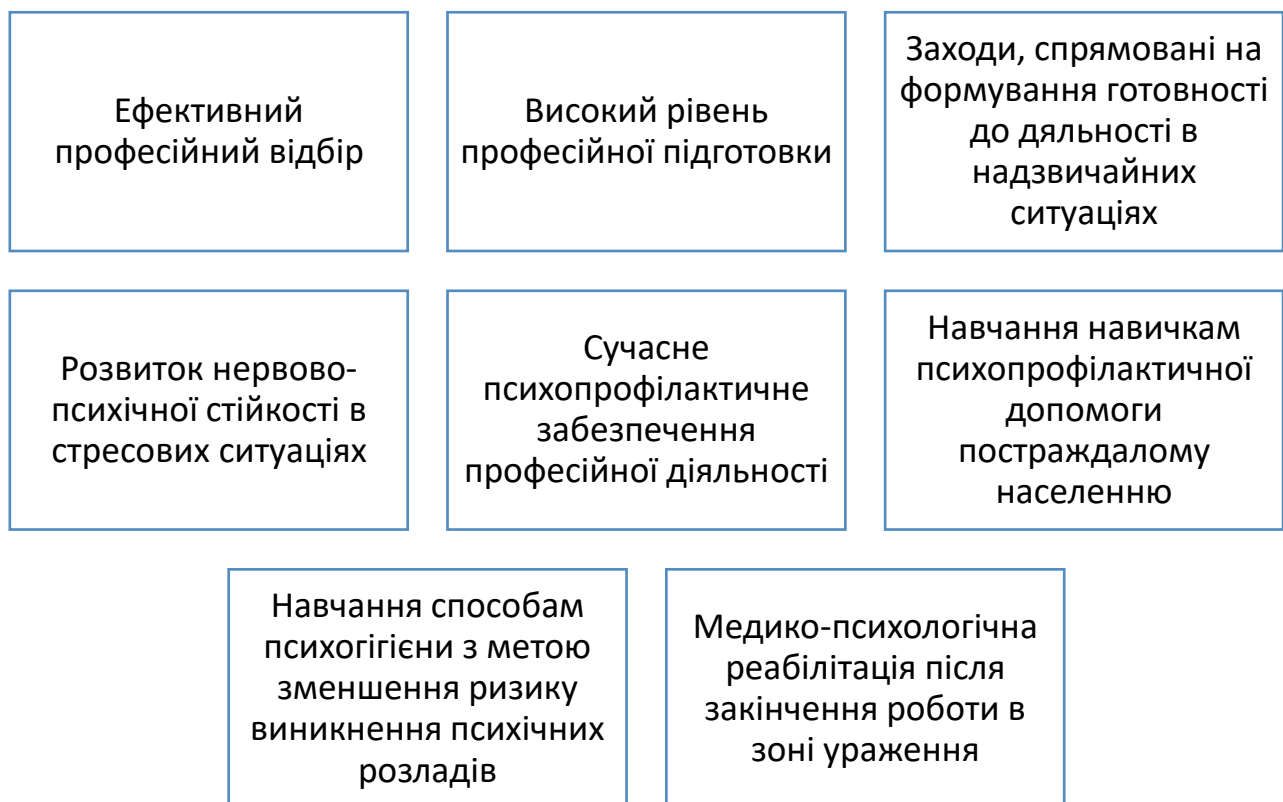 Ефективний
професійний відбір
Високий рівень
професійної підготовки
Заходи, спрямовані на
формування готовності
до дяльності в
надзвичайних
ситуаціях
Розвиток нервово-
психічної стійкості в
стресових ситуаціях
Сучасне
психопрофілактичне
забезпечення
професійної діяльності
Навчання навичкам
психопрофілактичної
допомоги
постраждалому
населенню
Навчання способам
психогігієни з метою
зменшення ризику
виникнення психічних
розладів
Медико-психологічна
реабілітація після
закінчення роботи в
зоні ураження